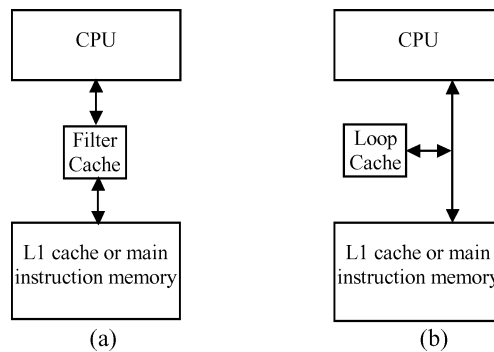 CPU
Filter
Cache
L1 cache or main
instruction memory
(a)
CPU
Loop
Cache
L1 cache or main
instruction memory
(b)